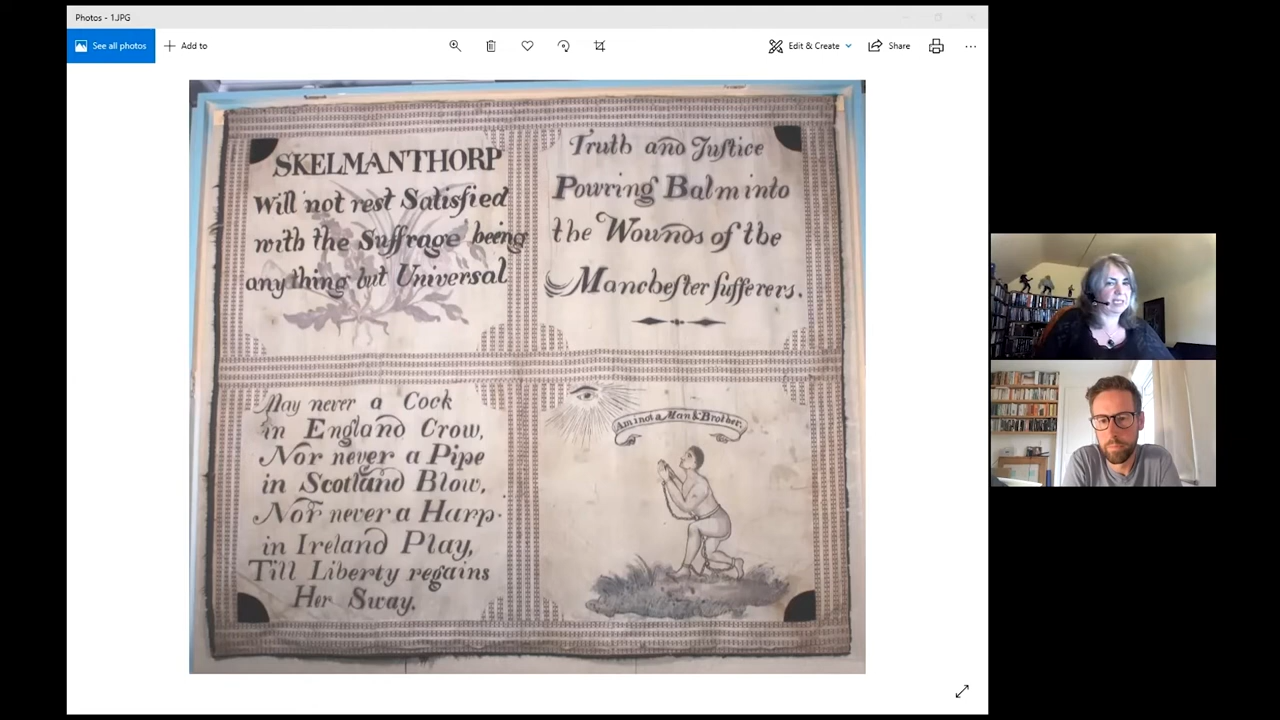 Photos - 1.JPG
See all photos
Add to
Edit & Create
Share
SKELMANTHORP
Will not rest Satisfied
with the Suffrage being
any thing but Universal
Truth and Justice
Powring Balm into
the Wounds of the
Manchester sufferers.
May never a Cock
in England Crow,
Nor never a Pipe
in Scotland Blow,
Nor never a Harp
in Ireland Play,
Till Liberty regains
Her Sway.
Am i not a Man & Brother.